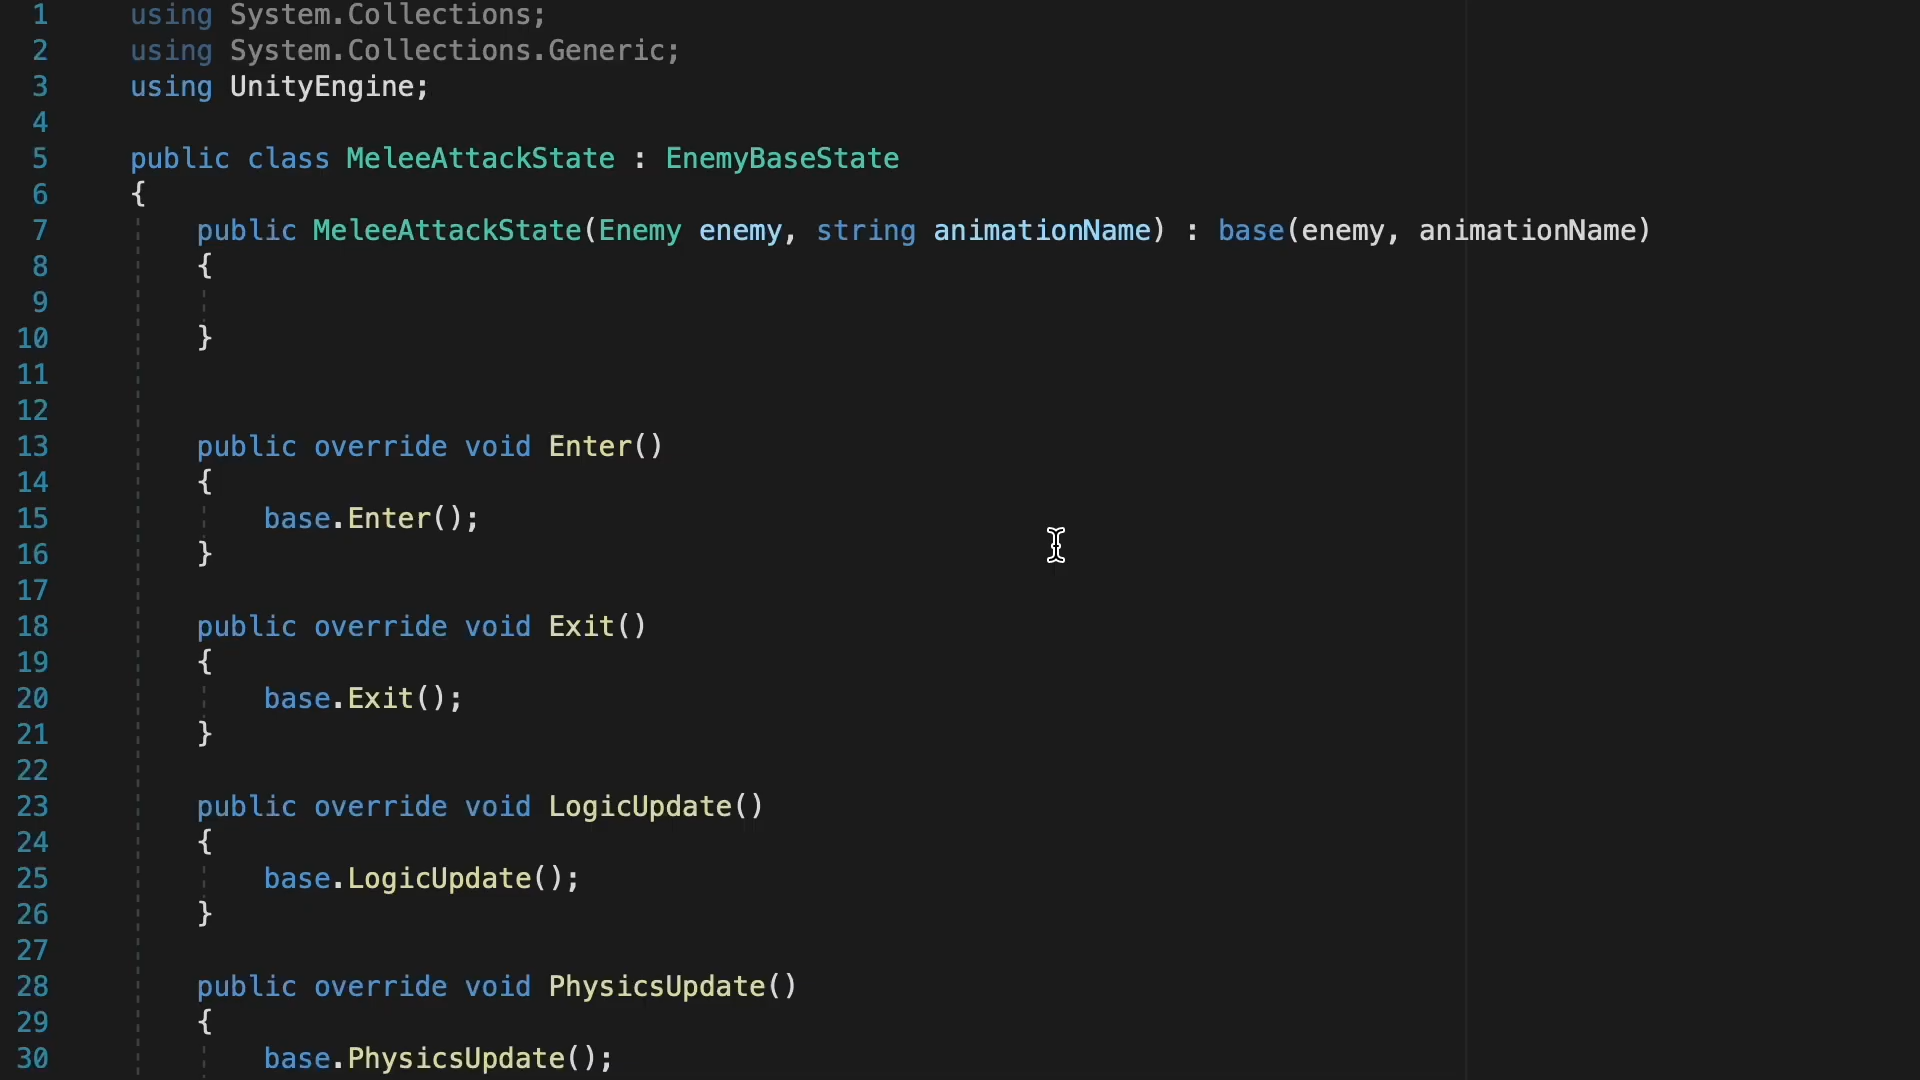 1 using System.Collections;
2 using System.Collections.Generic;
3 using UnityEngine;
4
5 public class MeleeAttackState : EnemyBaseState
6 {
7 public MeleeAttackState(Enemy enemy, string animationName) : base(enemy, animationName)
8 {
9
10 }
11
12
13 public override void Enter()
14 {
15 base.Enter();
16 }
17
18 public override void Exit()
19 {
20 base.Exit();
21 }
22
23 public override void LogicUpdate()
24 {
25 base.LogicUpdate();
26 }
27
28 public override void PhysicsUpdate()
29 {
30 base.PhysicsUpdate();